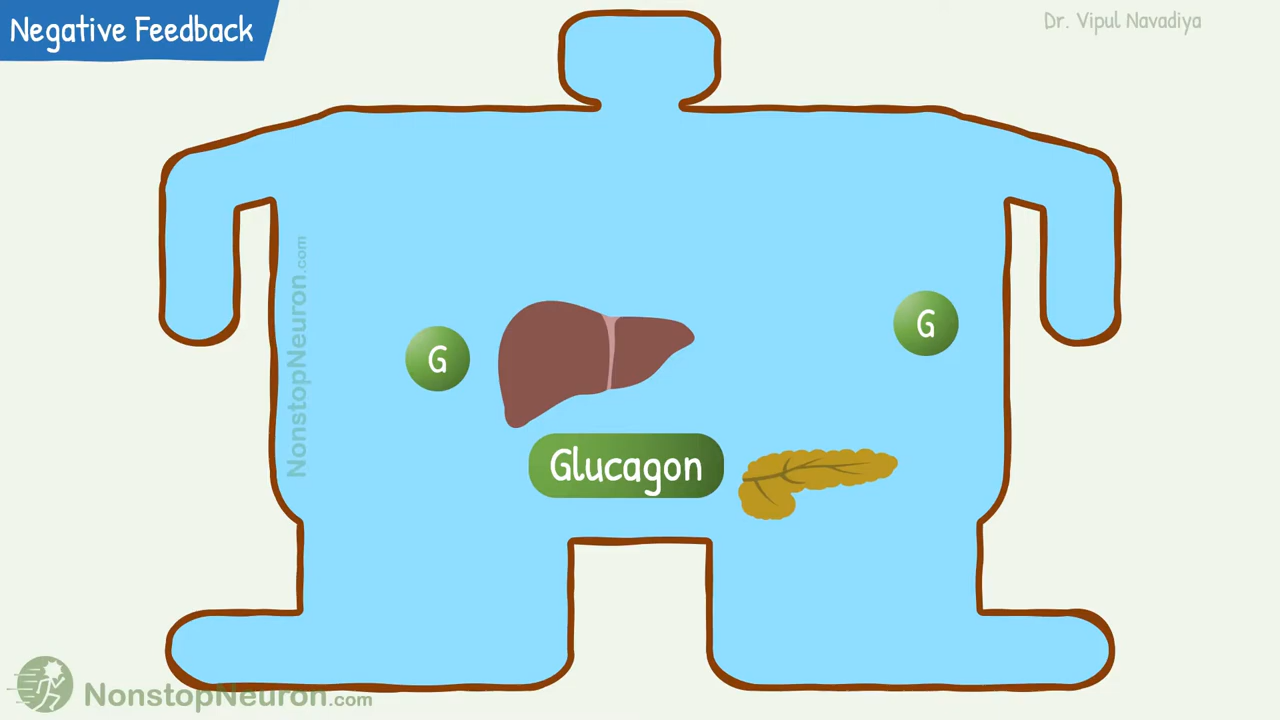 Negative Feedback
Dr. Vipul Navadiya
G
G
Glucagon
NonstopNeuron.com
NonstopNeuron.com